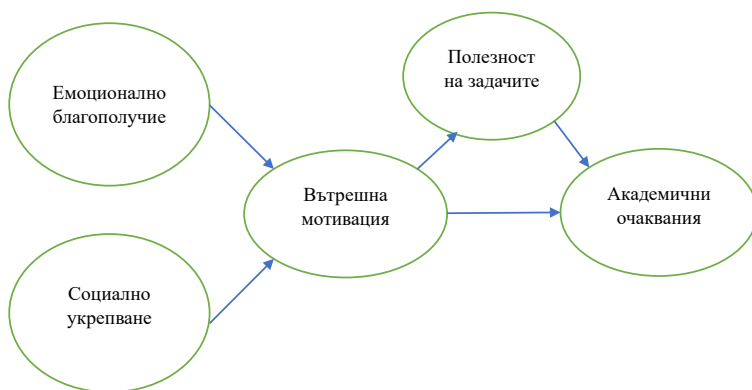 Емоционално
благополучие
Полезност
на задачите
Вътрешна
мотивация
Академични
очаквания
Социално
укрепване